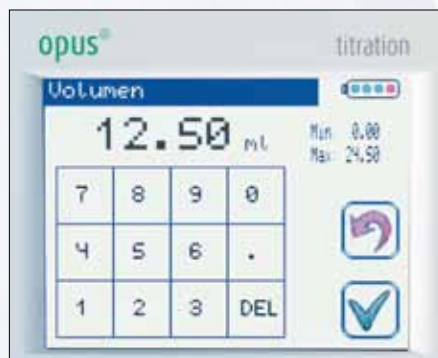 opus® titration
Volumen
12.50 ml
Min 0.00
Max: 24.50
7 8 9 0
4 5 6 .
1 2 3 DEL